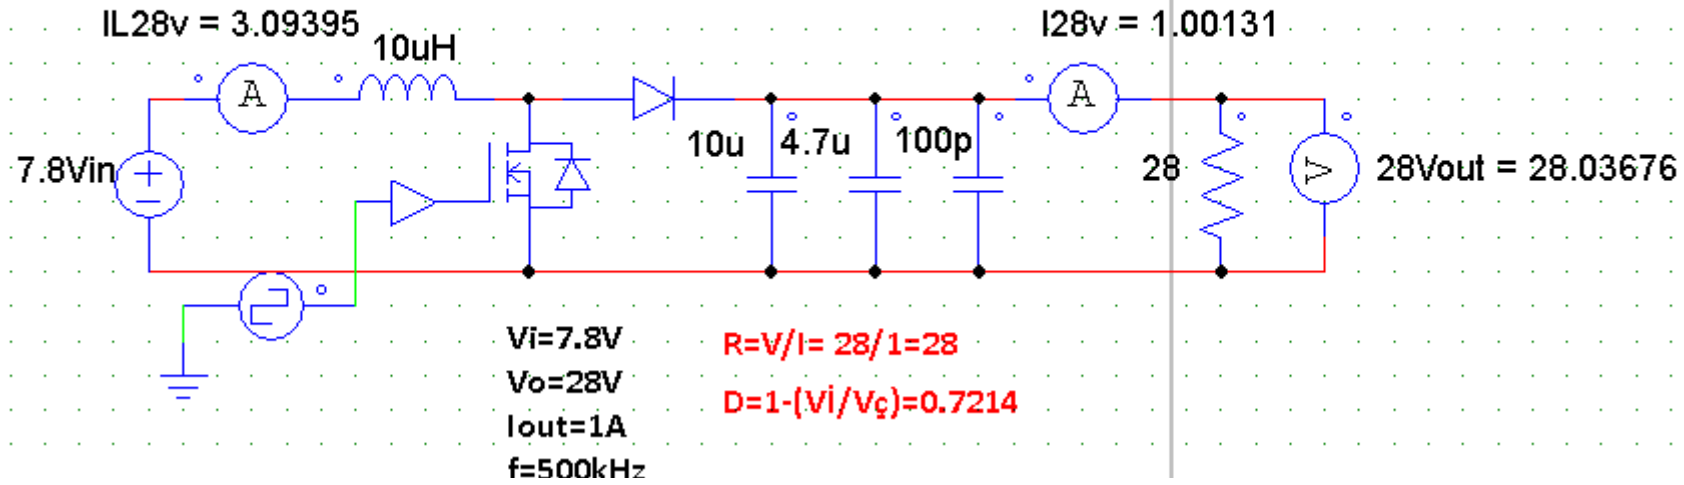 IL28v = 3.09395
10uH
I28v = 1.00131
A
A
7.8Vin
10u
4.7u
100p
28
V
28Vout = 28.03676
Vi=7.8V
R=V/I= 28/1=28
Vo=28V
D=1-(Vİ/Vç)=0.7214
Iout=1A
f=500kHz